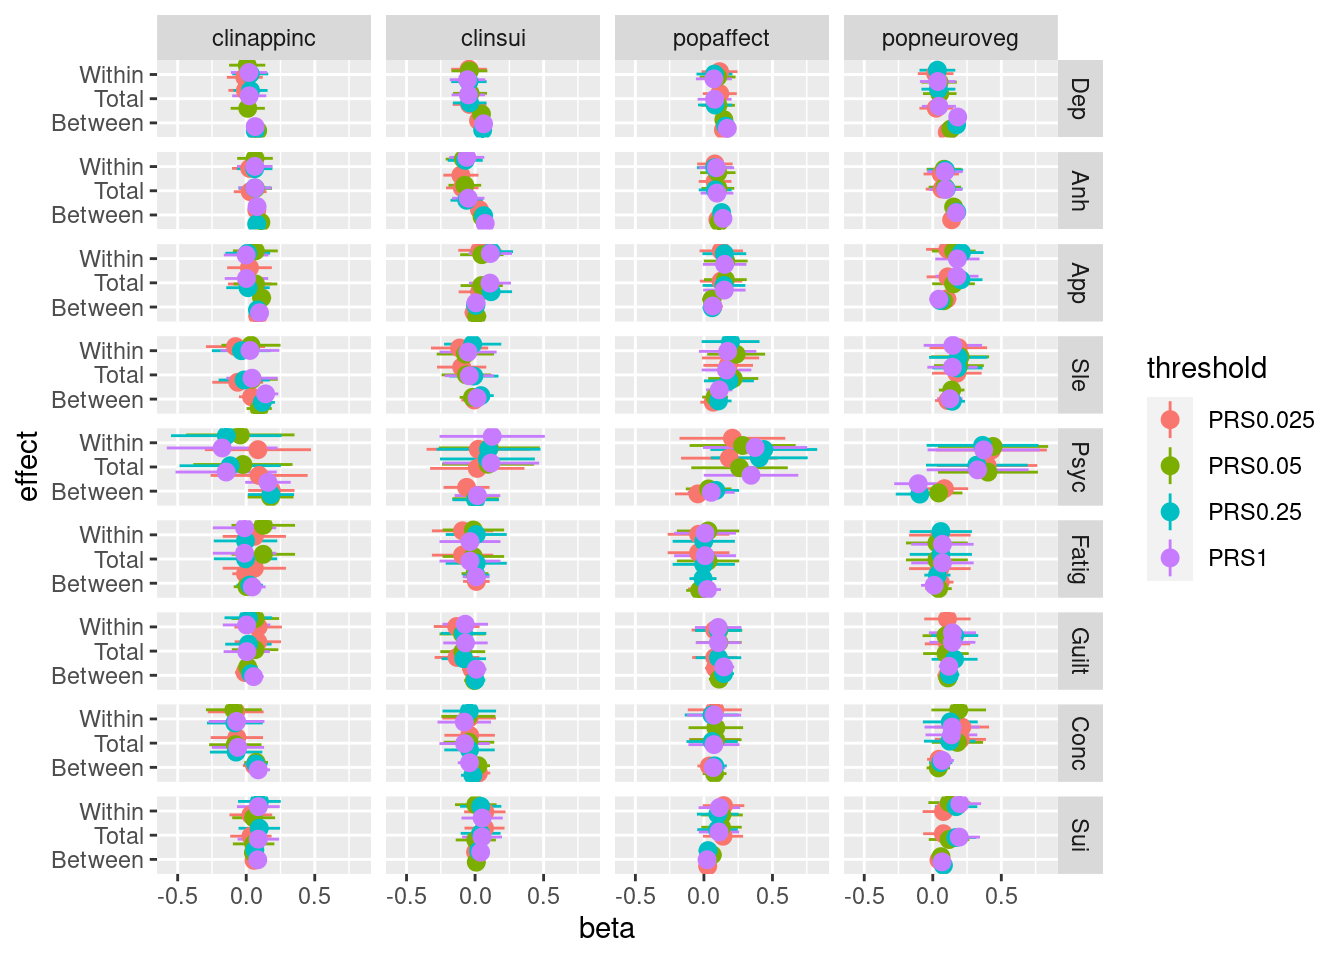 clinappinc clinsui popaffect popneuroveg
Within
Total
Between
Dep
Within
Total
Between
Anh
Within
Total
Between
App
Within
Total
Between
Sle
Within
Total
Between
Psyc
Within
Total
Between
Fatig
Within
Total
Between
Guilt
Within
Total
Between
Conc
Within
Total
Between
Sui
-0.5 0.0 0.5 -0.5 0.0 0.5 -0.5 0.0 0.5 -0.5 0.0 0.5
beta
effect
threshold
PRS0.025
PRS0.05
PRS0.25
PRS1